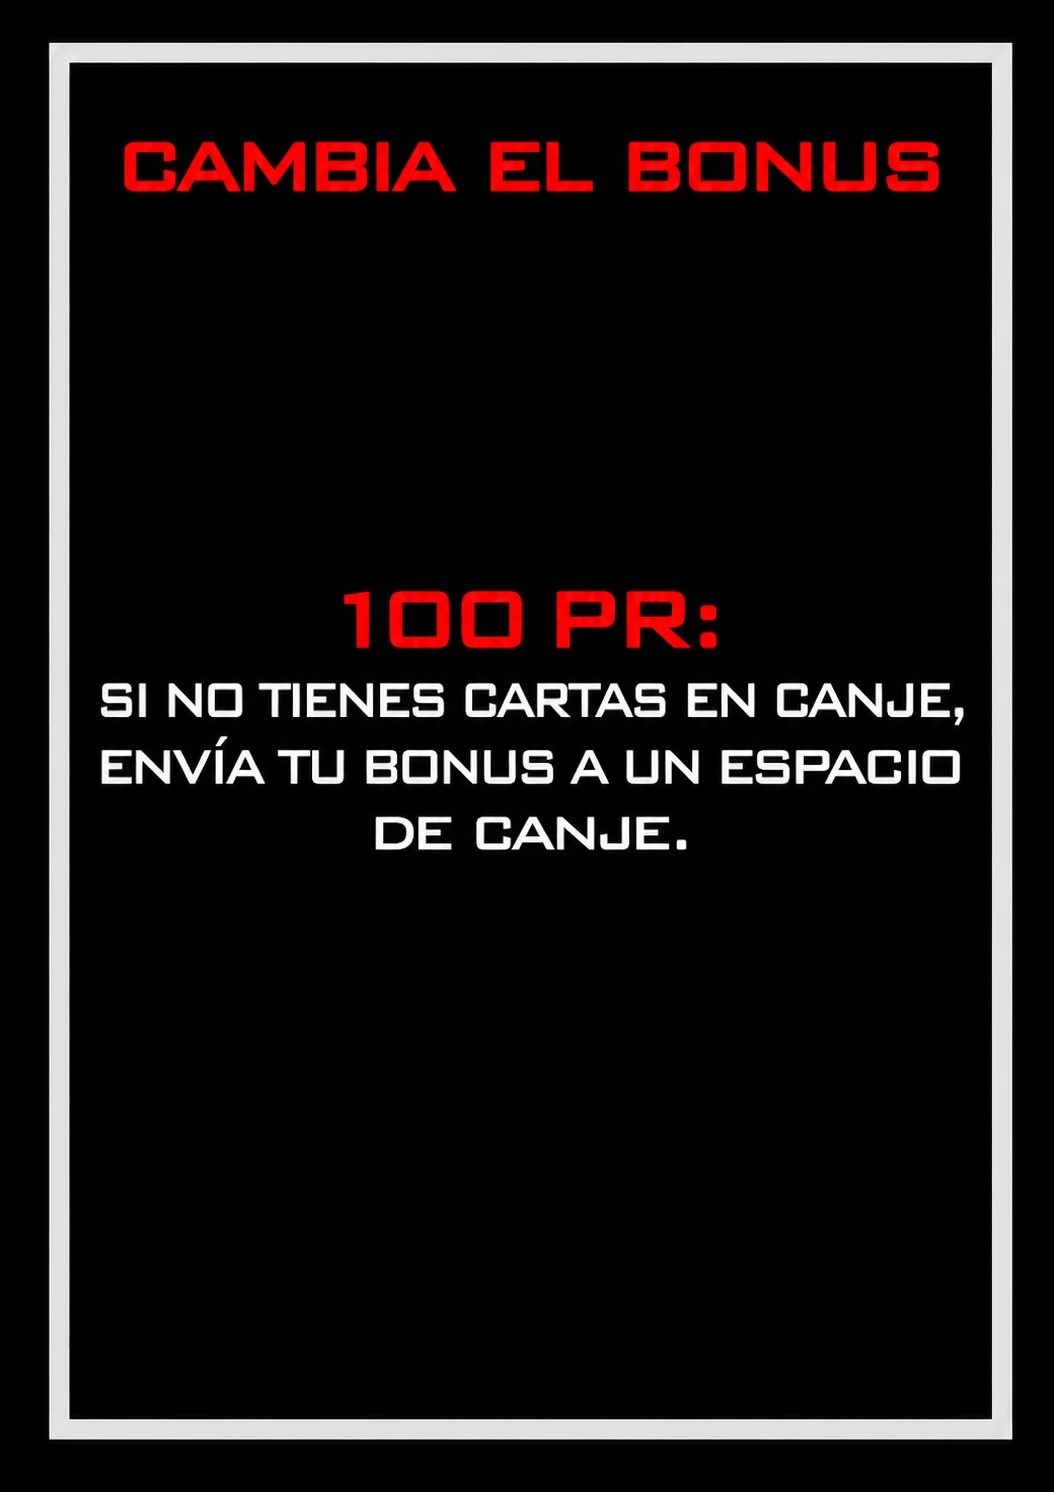 CAMBIA EL BONUS
100 PR:
SI NO TIENES CARTAS EN CANJE,
ENVÍA TU BONUS A UN ESPACIO
DE CANJE.